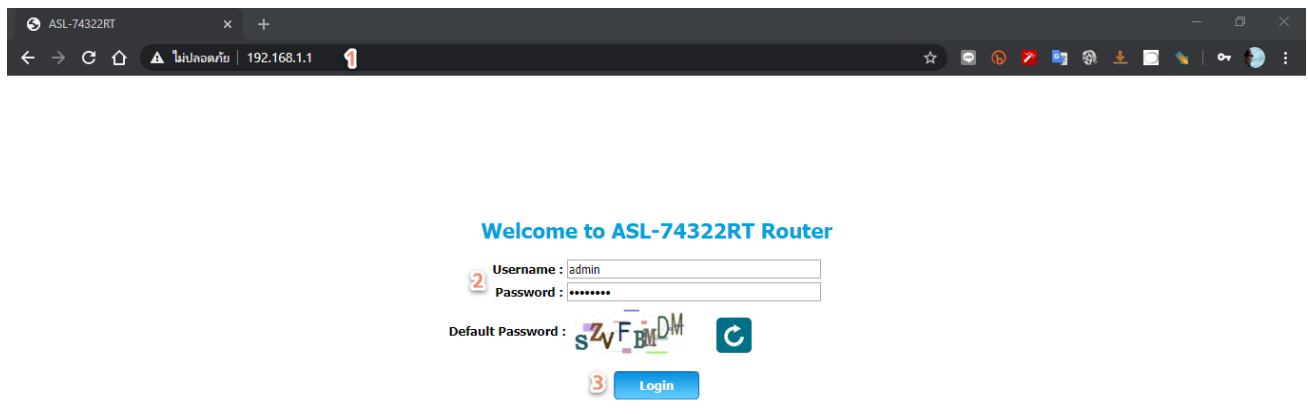 ASL-74322RT
ไม่ปลอดภัย 192.168.1.1 1
Welcome to ASL-74322RT Router
Username : admin
2
Password : ••••••••
Default Password : sZvFBMDM
3 Login